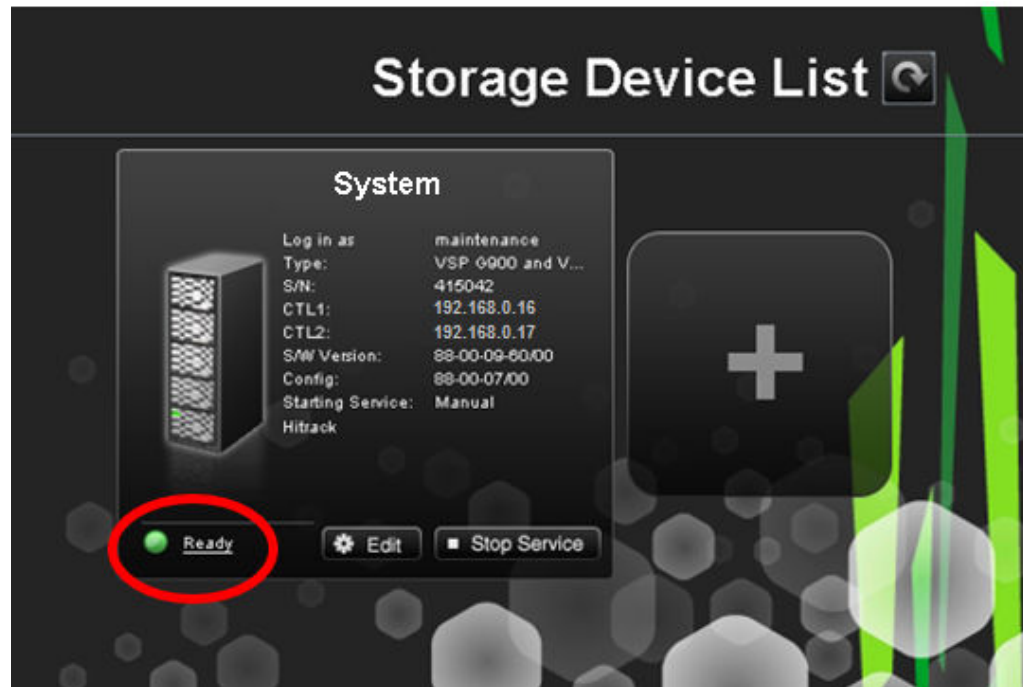 Storage Device List
System
Log in as maintenance
Type: VSP G900 and V...
S/N: 415042
CTL1: 192.168.0.16
CTL2: 192.168.0.17
S/W Version: 88-00-09-60/00
Config: 88-00-07/00
Starting Service: Manual
Hitrack
Ready Edit Stop Service